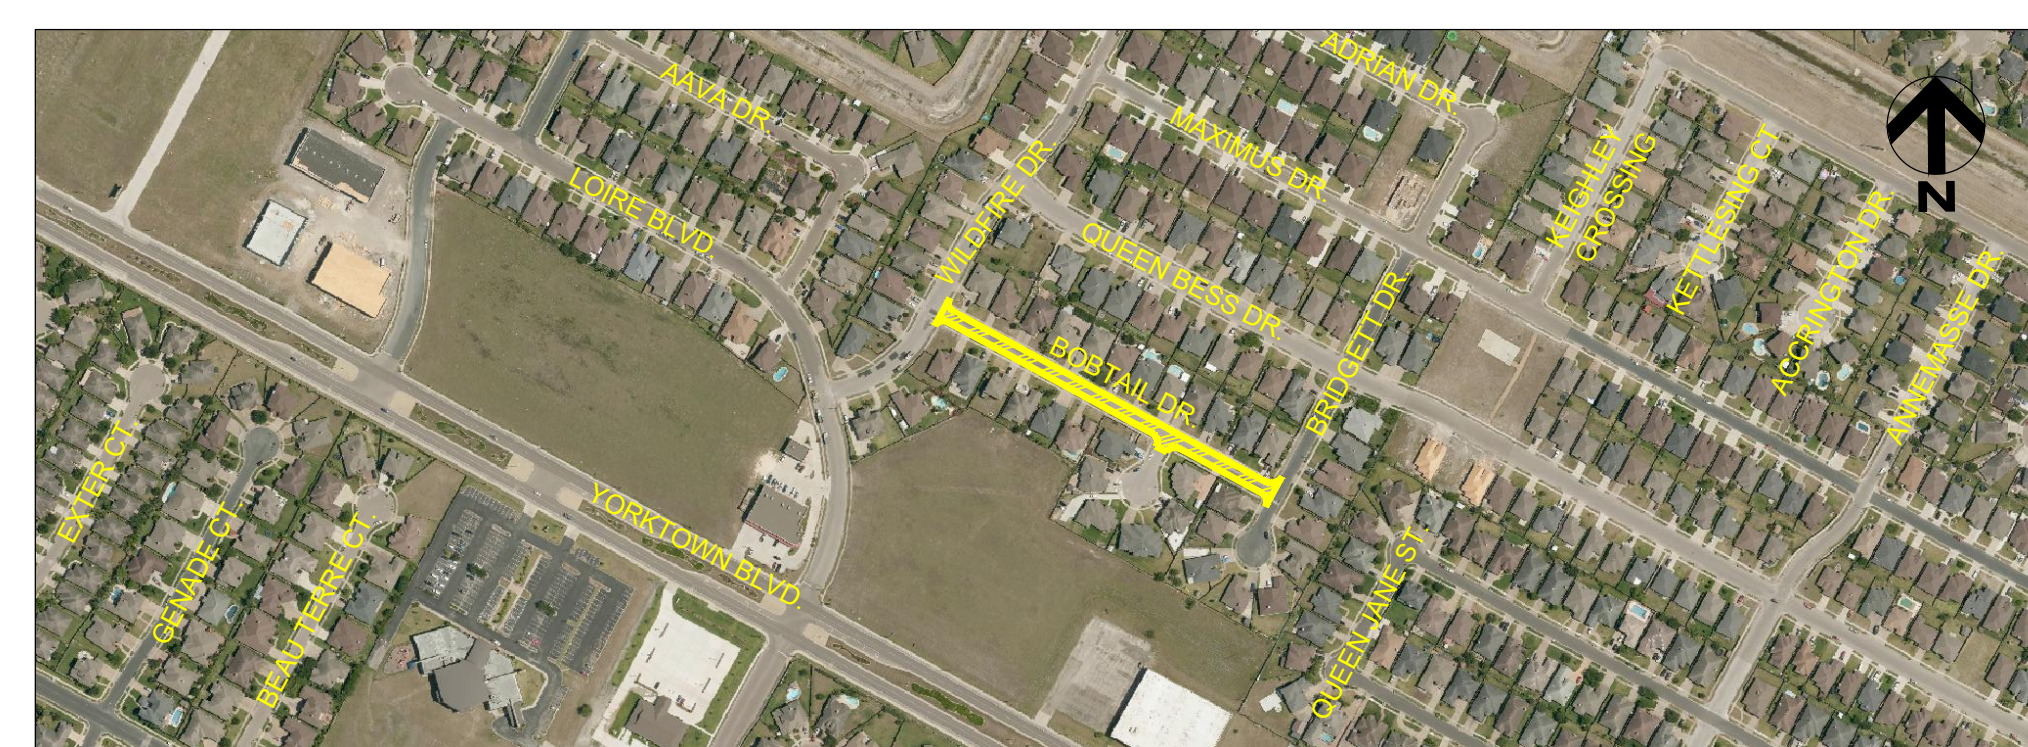 ADRIAN DR.
AAVA DR.
MAXIMUS DR.
KEIGHLEY
CROSSING
KETTLESING CT
N
LOIRE BLVD.
WILDFIRE DR.
QUEEN BESS DR.
ACCRINGTON DR.
ANNEMASSE DR.
BRIDGETT DR.
BOBTAIL DR.
EXTER CT.
GENADE CT.
BEAU TERRE CT.
YORKTOWN BLVD.
QUEEN JANE ST